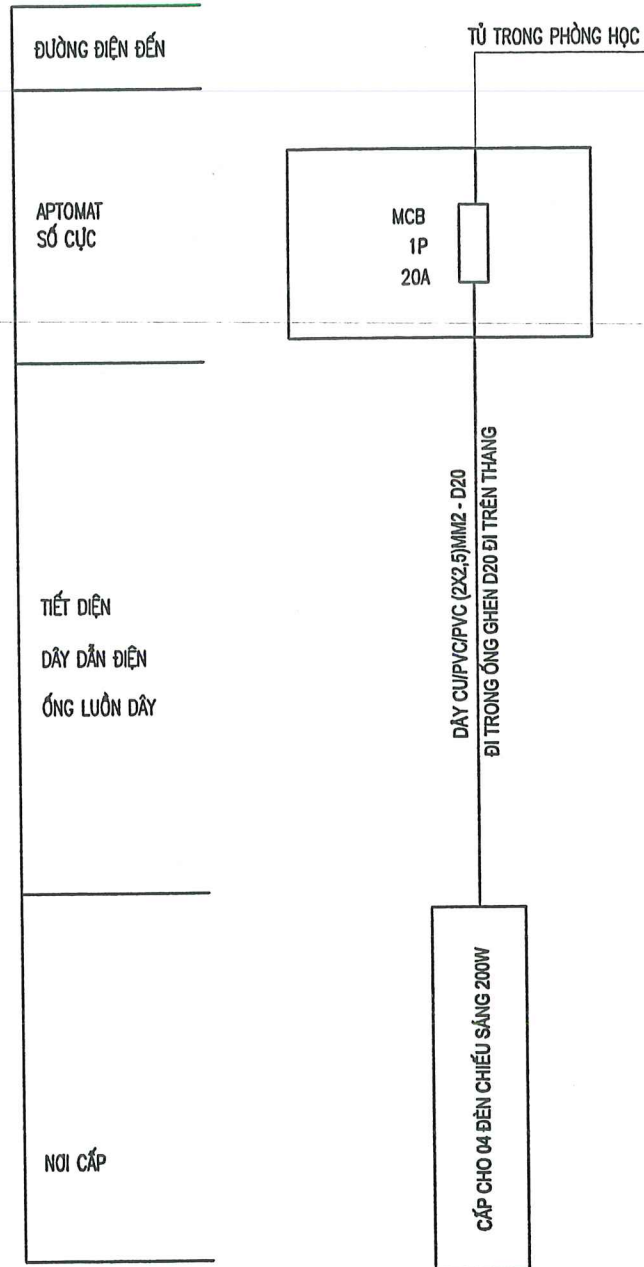 ĐƯỜNG ĐIỆN ĐẾN
TỦ TRONG PHÒNG HỌC
APTOMAT
SỐ CỰC
MCB
1P
20A
TIẾT DIỆN
DÂY DẪN ĐIỆN
ỐNG LUỒN DÂY
DÂY CU/PVC/PVC (2X2,5)MM2 - D20
ĐI TRONG ỐNG GHEN D20 ĐI TRÊN THANG
NƠI CẤP
CẤP CHO 04 ĐÈN CHIẾU SÁNG 200W